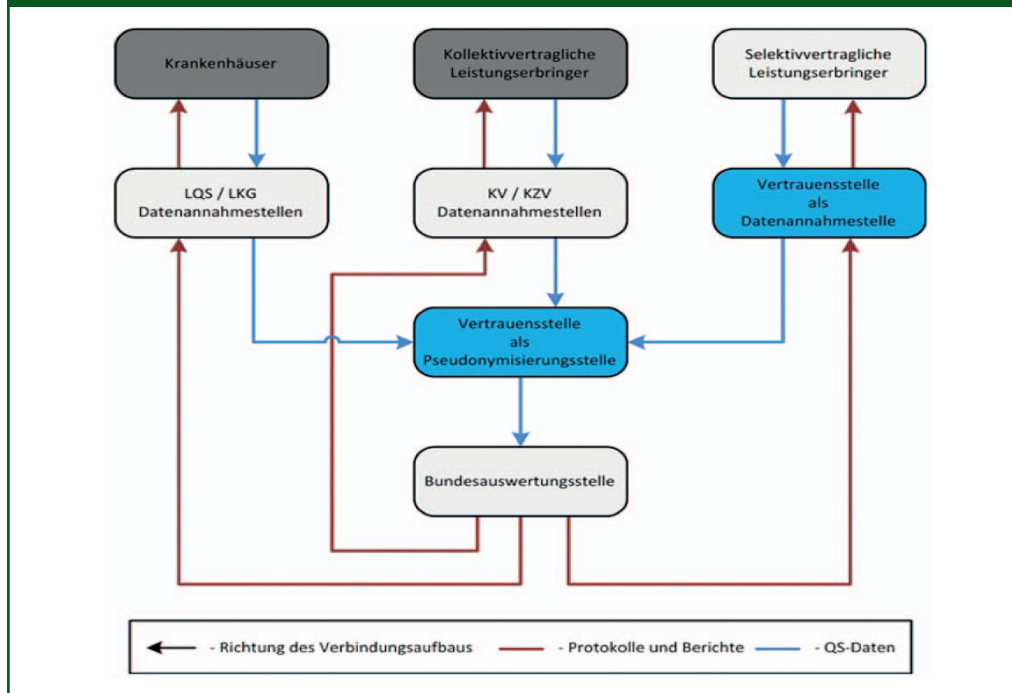 Krankenhäuser
Kollektivvertragliche
Leistungserbringer
Selektivvertragliche
Leistungserbringer
LQS / LKG
Datenannahmestellen
KV / KZV
Datenannahmestellen
Vertrauensstelle
als
Datenannahmestelle
Vertrauensstelle
als
Pseudonymisierungsstelle
Bundesauswertungsstelle
- Richtung des Verbindungsaufbaus
- Protokolle und Berichte
- QS-Daten